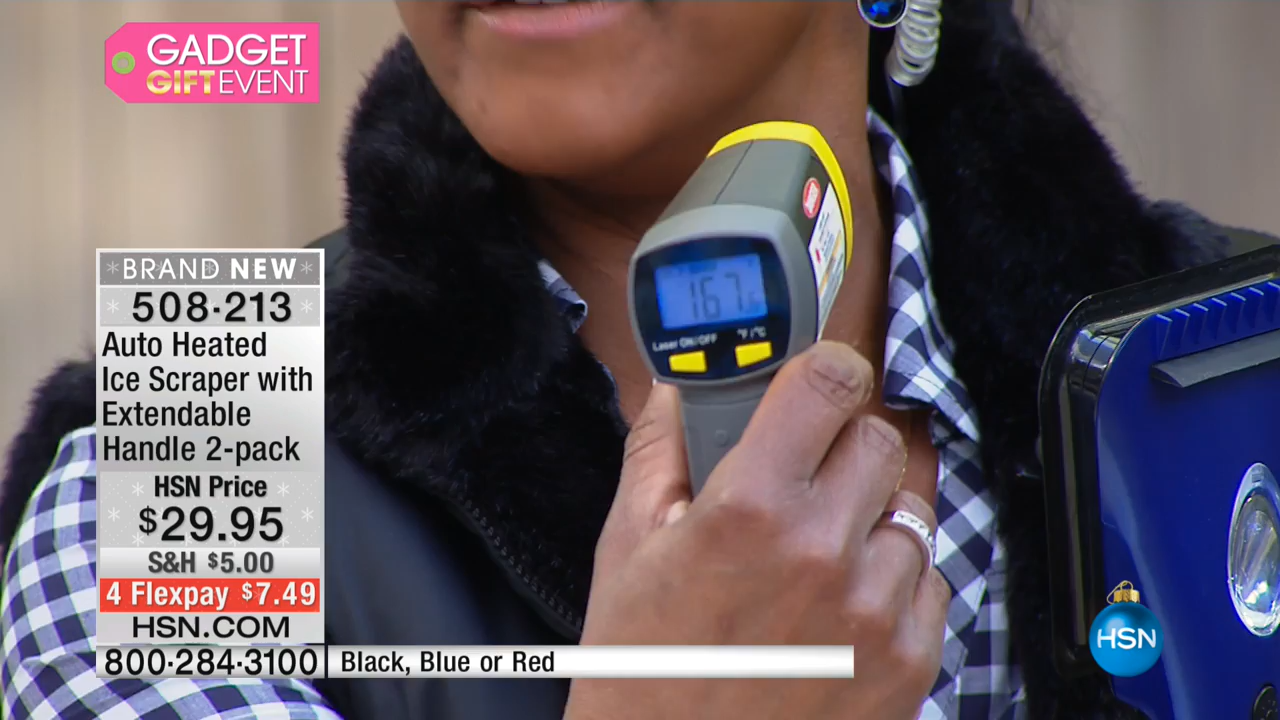 GADGET
GIFT EVENT
BRAND NEW
508·213
Auto Heated
Ice Scraper with
Extendable
Handle 2-pack
HSN Price
$29.95
S&H $5.00
4 Flexpay $7.49
HSN.COM
800·284·3100
Black, Blue or Red
167.5
Laser ON/OFF
°F/°C
HSN